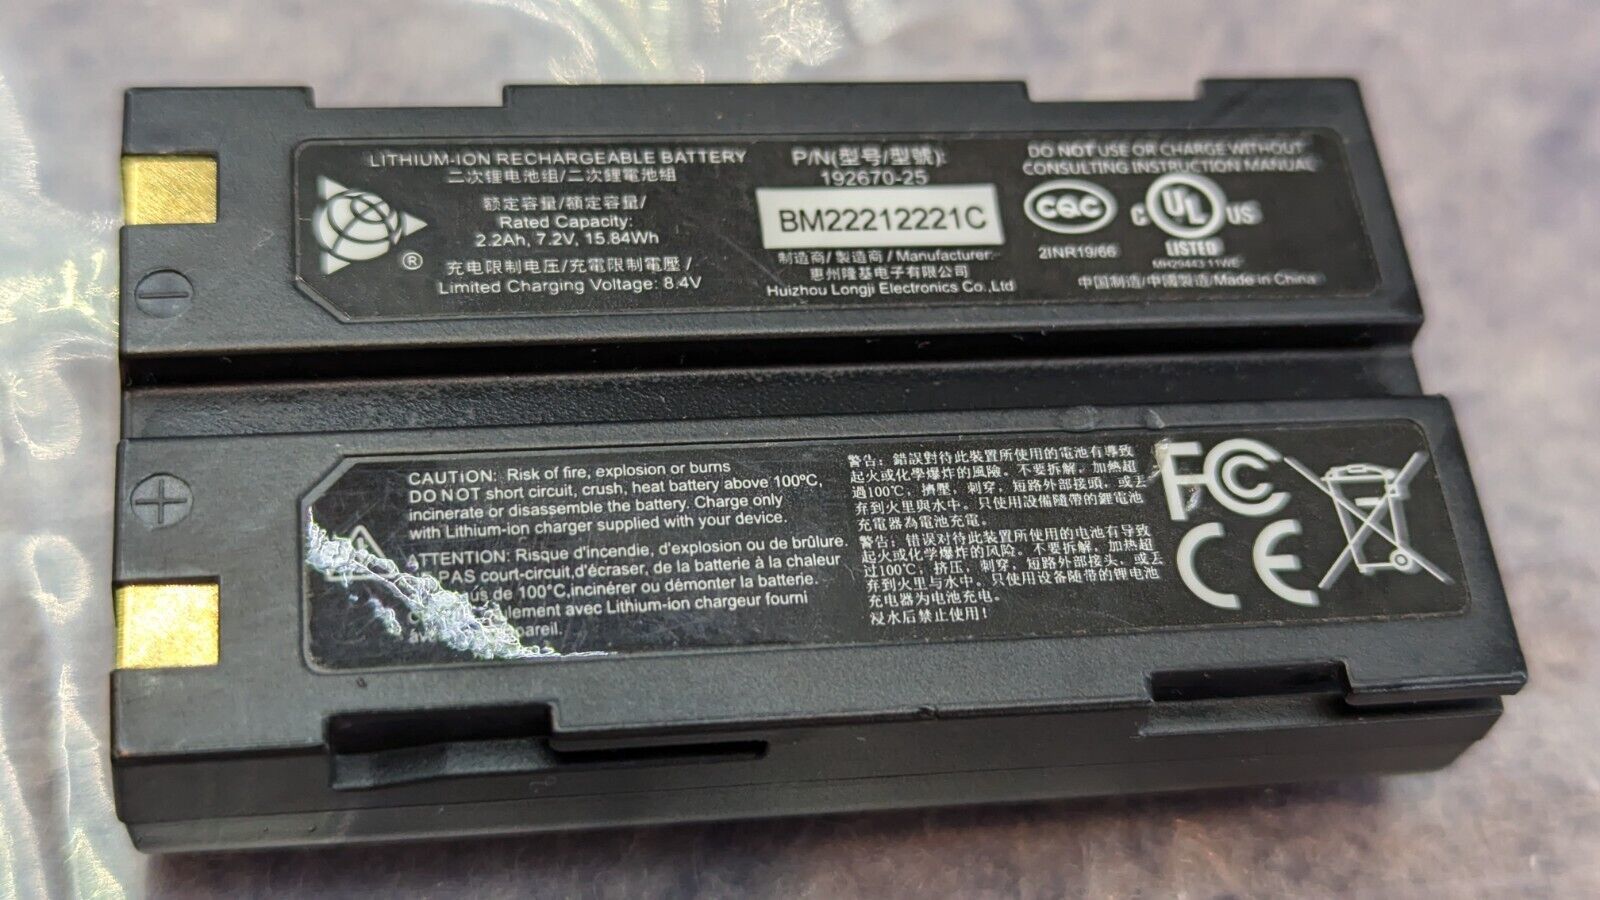 LITHIUM-ION RECHARGEABLE BATTERY
二次锂电池组/二次鋰電池組
额定容量/額定容量/
Rated Capacity:
2.2Ah, 7.2V, 15.84Wh
充电限制电压/充電限制電壓/
Limited Charging Voltage: 8.4V
®
P/N(型号/型號):
192670-25
BM22212221C
制造商/製造商/Manufacturer:
惠州隆基电子有限公司
Huizhou Longji Electronics Co.,Ltd
DO NOT USE OR CHARGE WITHOUT
CONSULTING INSTRUCTION MANUAL
CQC
2INR19/66
C UL US
LISTED
MH29443 11WE
中国制造/中國製造/Made in China
−
+
CAUTION: Risk of fire, explosion or burns
DO NOT short circuit, crush, heat battery above 100°C,
incinerate or disassemble the battery. Charge only
with Lithium-ion charger supplied with your device.
ATTENTION: Risque d'incendie, d'explosion ou de brûlure.
PAS court-circuit,d'écraser, de la batterie à la chaleur
us de 100°C,incinérer ou démonter la batterie.
ulement avec Lithium-ion chargeur fourni
pareil.
警告: 錯誤對待此裝置所使用的電池有導致
起火或化學爆炸的風險。不要拆解, 加熱超
過100°C, 擠壓, 刺穿, 短路外部接頭, 或丟
弃到火里與水中。只使用設備隨帶的鋰電池
充電器為電池充電。
警告: 错误对待此装置所使用的电池有导致
起火或化学爆炸的风险。不要拆解, 加热超
过100°C, 挤压, 刺穿, 短路外部接头, 或丢
弃到火里与水中。只使用设备随带的锂电池
充电器为电池充电。
浸水后禁止使用!
FC
CE